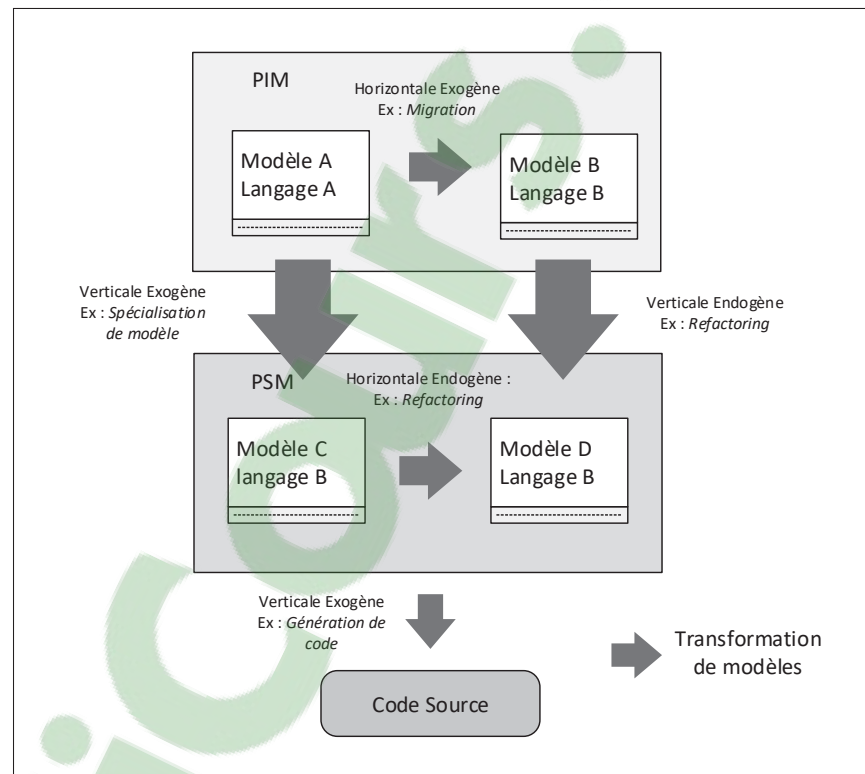 PIM
Horizontale Exogène
Ex : Migration
Modèle A
Langage A
Modèle B
Langage B
Verticale Exogène
Ex : Spécialisation
de modèle
Verticale Endogène
Ex : Refactoring
PSM
Horizontale Endogène :
Ex : Refactoring
Modèle C
langage B
Modèle D
Langage B
Verticale Exogène
Ex : Génération de
code
Transformation
de modèles
Code Source
iCours.